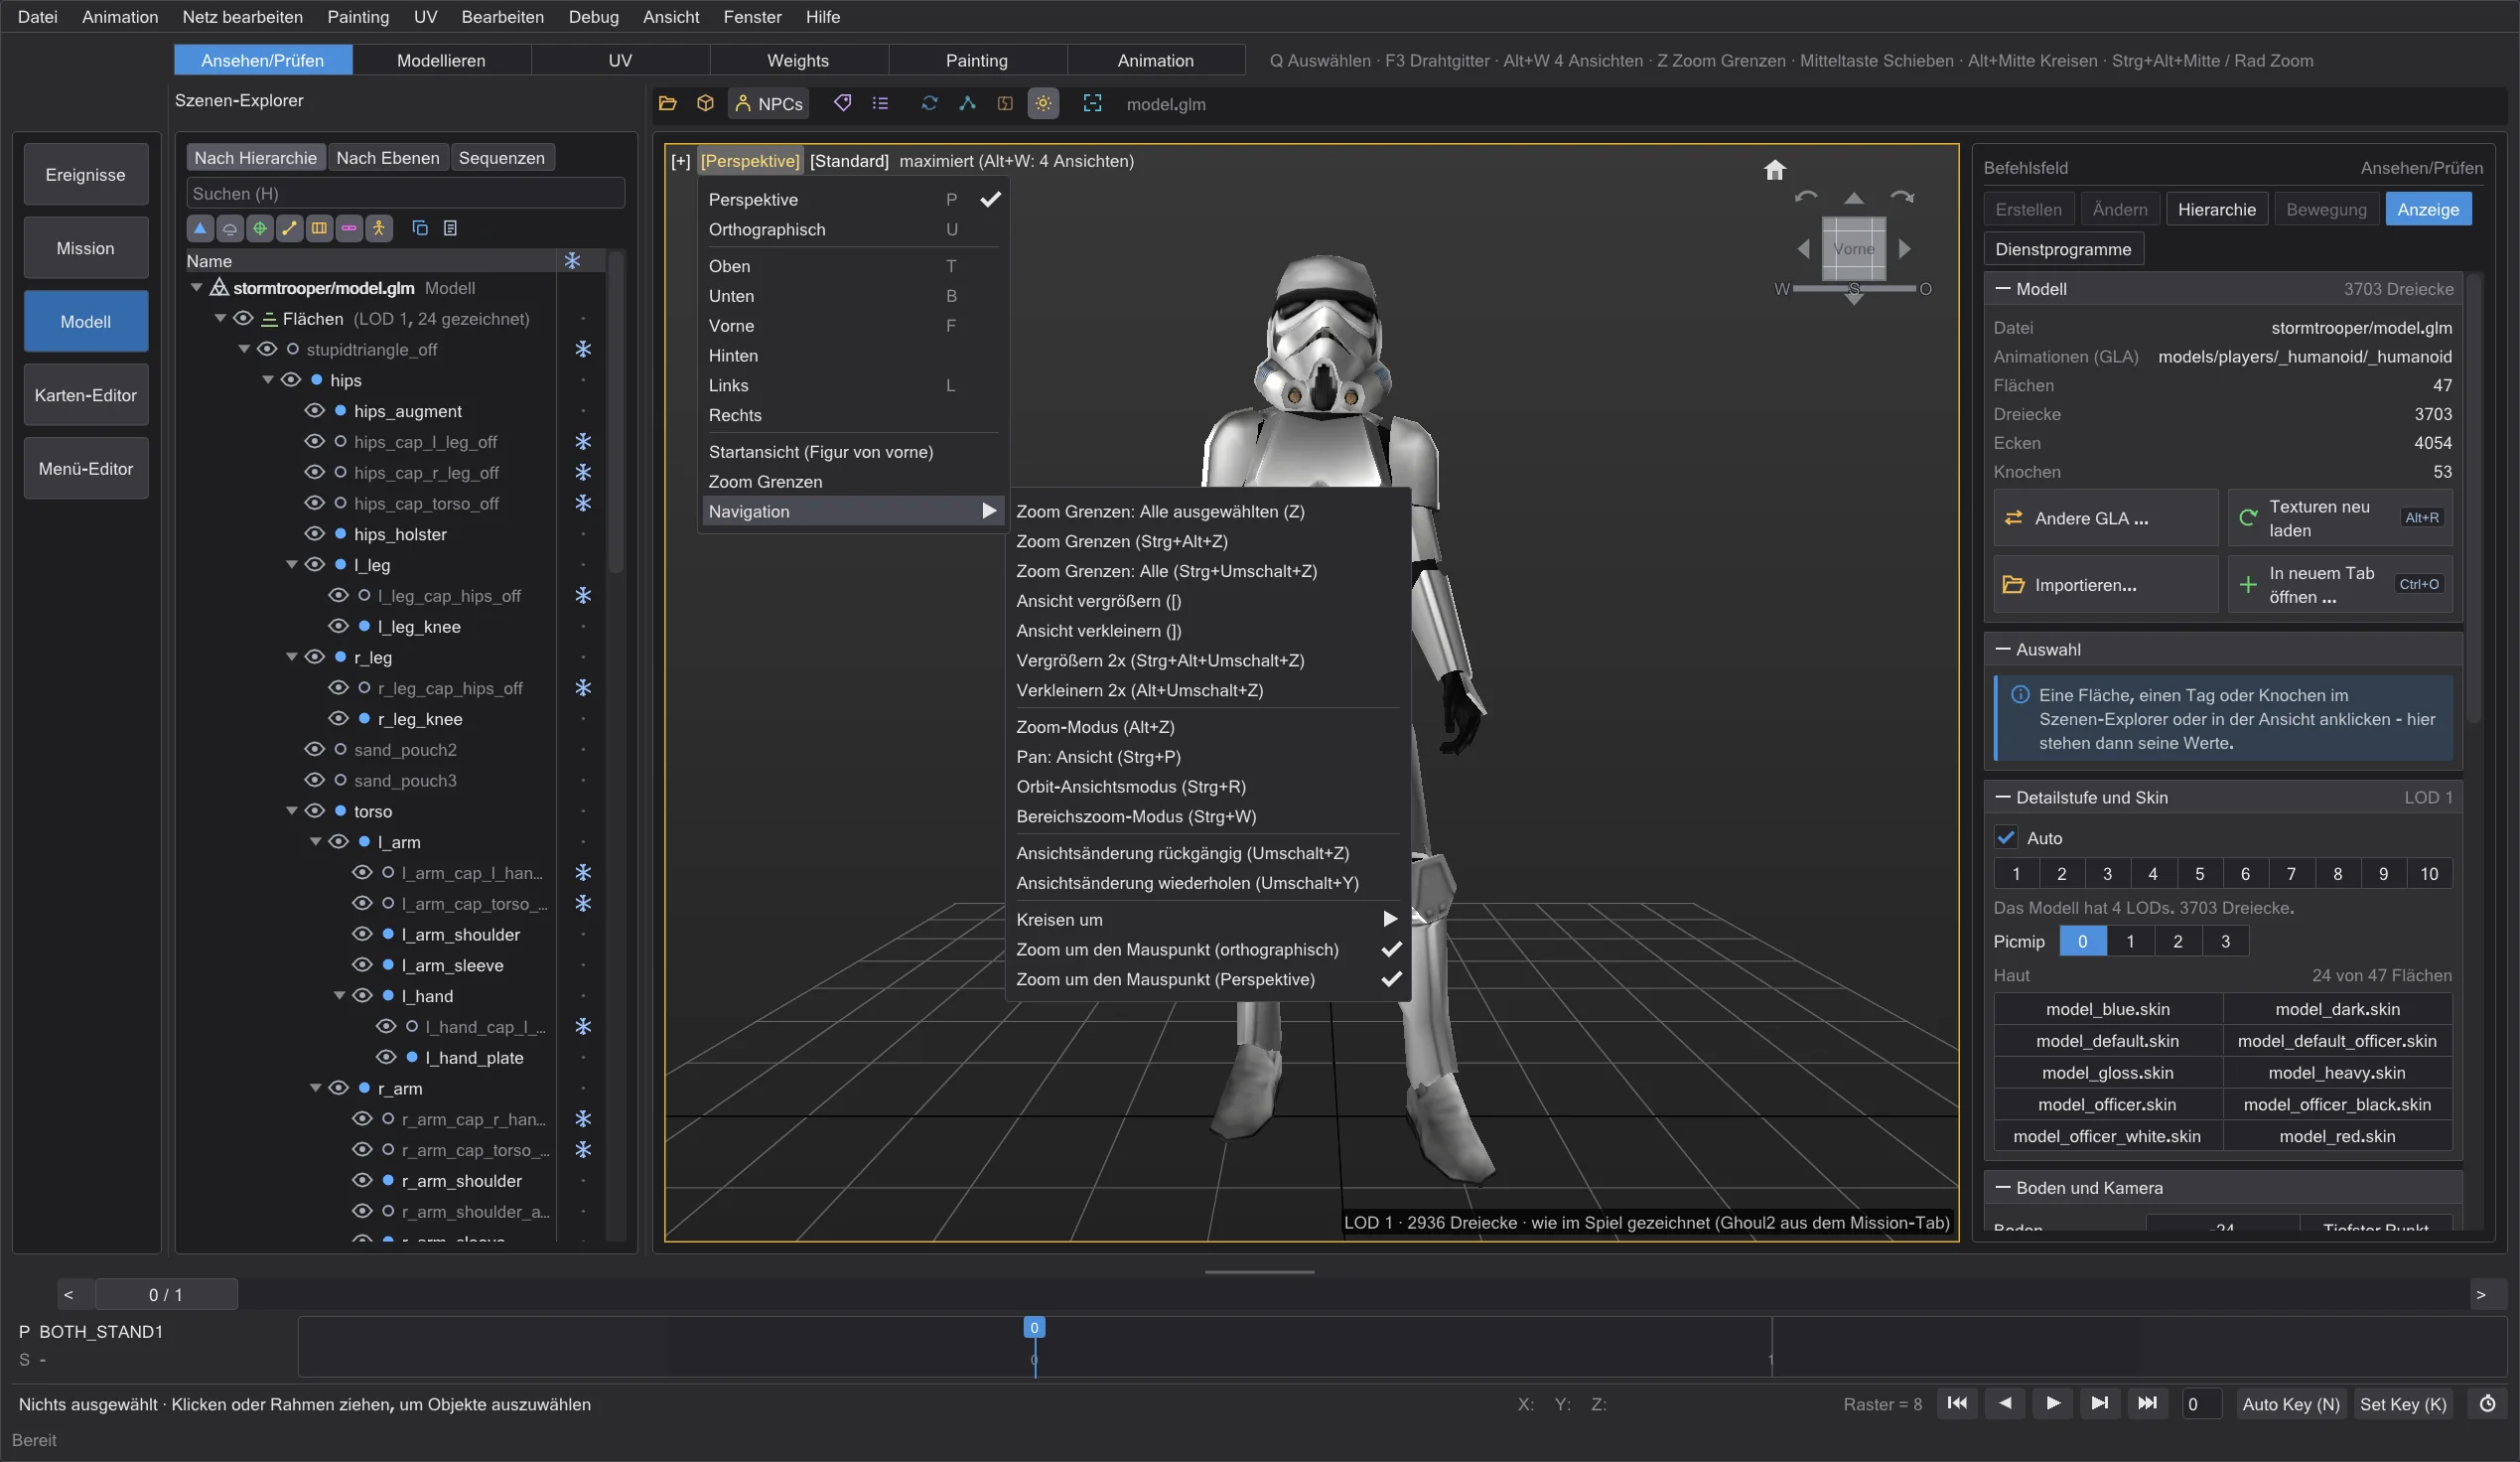 Datei Animation Netz bearbeiten Painting UV Bearbeiten Debug Ansicht Fenster Hilfe
Ansehen/Prüfen Modellieren UV Weights Painting Animation Q Auswählen · F3 Drahtgitter · Alt+W 4 Ansichten · Z Zoom Grenzen · Mitteltaste Schieben · Alt+Mitte Kreisen · Strg+Alt+Mitte / Rad Zoom
Szenen-Explorer
NPCs model.glm
Ereignisse
Mission
Modell
Karten-Editor
Menü-Editor
Nach Hierarchie Nach Ebenen Sequenzen
Suchen (H)
Name
stormtrooper/model.glm Modell
Flächen (LOD 1, 24 gezeichnet)
stupidtriangle_off
hips
hips_augment
hips_cap_l_leg_off
hips_cap_r_leg_off
hips_cap_torso_off
hips_holster
l_leg
l_leg_cap_hips_off
l_leg_knee
r_leg
r_leg_cap_hips_off
r_leg_knee
sand_pouch2
sand_pouch3
torso
l_arm
l_arm_cap_l_han...
l_arm_cap_torso_...
l_arm_shoulder
l_arm_sleeve
l_hand
l_hand_cap_l_...
l_hand_plate
r_arm
r_arm_cap_r_han...
r_arm_cap_torso_...
r_arm_shoulder
r_arm_shoulder_a...
r_arm_sleeve
[+] [Perspektive] [Standard] maximiert (Alt+W: 4 Ansichten)
Perspektive P
Orthographisch U
Oben T
Unten B
Vorne F
Hinten
Links L
Rechts
Startansicht (Figur von vorne)
Zoom Grenzen
Navigation
Zoom Grenzen: Alle ausgewählten (Z)
Zoom Grenzen (Strg+Alt+Z)
Zoom Grenzen: Alle (Strg+Umschalt+Z)
Ansicht vergrößern ([)
Ansicht verkleinern (])
Vergrößern 2x (Strg+Alt+Umschalt+Z)
Verkleinern 2x (Alt+Umschalt+Z)
Zoom-Modus (Alt+Z)
Pan: Ansicht (Strg+P)
Orbit-Ansichtsmodus (Strg+R)
Bereichszoom-Modus (Strg+W)
Ansichtsänderung rückgängig (Umschalt+Z)
Ansichtsänderung wiederholen (Umschalt+Y)
Kreisen um
Zoom um den Mauspunkt (orthographisch)
Zoom um den Mauspunkt (Perspektive)
Vorne
W S O
LOD 1 · 2936 Dreiecke · wie im Spiel gezeichnet (Ghoul2 aus dem Mission-Tab)
Befehlsfeld Ansehen/Prüfen
Erstellen Ändern Hierarchie Bewegung Anzeige
Dienstprogramme
Modell 3703 Dreiecke
Datei stormtrooper/model.glm
Animationen (GLA) models/players/_humanoid/_humanoid
Flächen 47
Dreiecke 3703
Ecken 4054
Knochen 53
Andere GLA ... Texturen neu laden Alt+R
Importieren... In neuem Tab öffnen ... Ctrl+O
Auswahl
Eine Fläche, einen Tag oder Knochen im
Szenen-Explorer oder in der Ansicht anklicken - hier
stehen dann seine Werte.
Detailstufe und Skin LOD 1
Auto
1 2 3 4 5 6 7 8 9 10
Das Modell hat 4 LODs. 3703 Dreiecke.
Picmip 0 1 2 3
Haut 24 von 47 Flächen
model_blue.skin model_dark.skin
model_default.skin model_default_officer.skin
model_gloss.skin model_heavy.skin
model_officer.skin model_officer_black.skin
model_officer_white.skin model_red.skin
Boden und Kamera
Boden -24 Tiefster Punkt
< 0 / 1 >
P BOTH_STAND1
S -
0
0 1
Nichts ausgewählt · Klicken oder Rahmen ziehen, um Objekte auszuwählen X: Y: Z: Raster = 8 0 Auto Key (N) Set Key (K)
Bereit